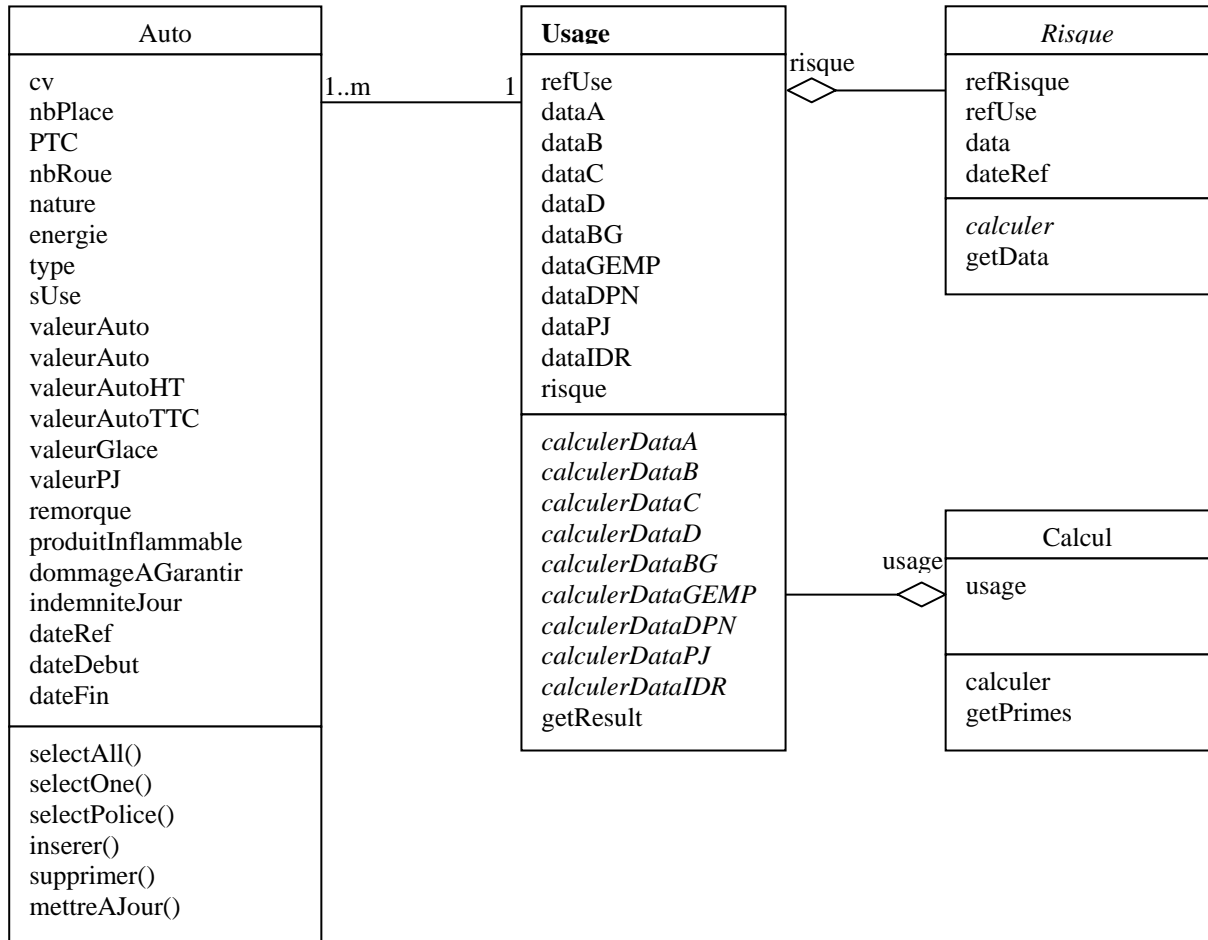 Auto
cv
nbPlace
PTC
nbRoue
nature
energie
type
sUse
valeurAuto
valeurAuto
valeurAutoHT
valeurAutoTTC
valeurGlace
valeurPJ
remorque
produitInflammable
dommageAGarantir
indemniteJour
dateRef
dateDebut
dateFin
selectAll()
selectOne()
selectPolice()
inserer()
supprimer()
mettreAJour()
1..m
1
Usage
refUse
dataA
dataB
dataC
dataD
dataBG
dataGEMP
dataDPN
dataPJ
dataIDR
risque
calculerDataA
calculerDataB
calculerDataC
calculerDataD
calculerDataBG
calculerDataGEMP
calculerDataDPN
calculerDataPJ
calculerDataIDR
getResult
risque
Risque
refRisque
refUse
data
dateRef
calculer
getData
usage
Calcul
usage
calculer
getPrimes